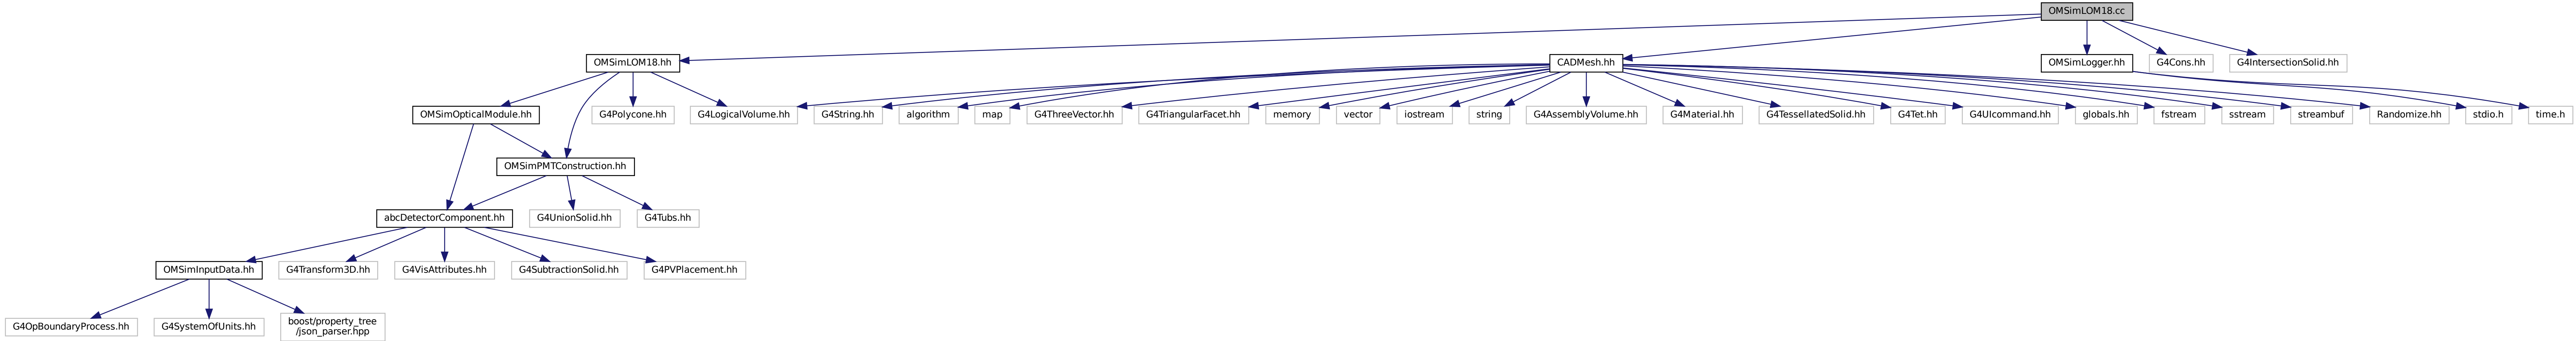 OMSimLOM18.cc
OMSimLOM18.hh
CADMesh.hh
OMSimLogger.hh
G4Cons.hh
G4IntersectionSolid.hh
OMSimOpticalModule.hh
G4Polycone.hh
G4LogicalVolume.hh
G4String.hh
algorithm
map
G4ThreeVector.hh
G4TriangularFacet.hh
memory
vector
iostream
string
G4AssemblyVolume.hh
G4Material.hh
G4TessellatedSolid.hh
G4Tet.hh
G4UIcommand.hh
globals.hh
fstream
sstream
streambuf
Randomize.hh
stdio.h
time.h
OMSimPMTConstruction.hh
abcDetectorComponent.hh
G4UnionSolid.hh
G4Tubs.hh
OMSimInputData.hh
G4Transform3D.hh
G4VisAttributes.hh
G4SubtractionSolid.hh
G4PVPlacement.hh
G4OpBoundaryProcess.hh
G4SystemOfUnits.hh
boost/property_tree
/json_parser.hpp